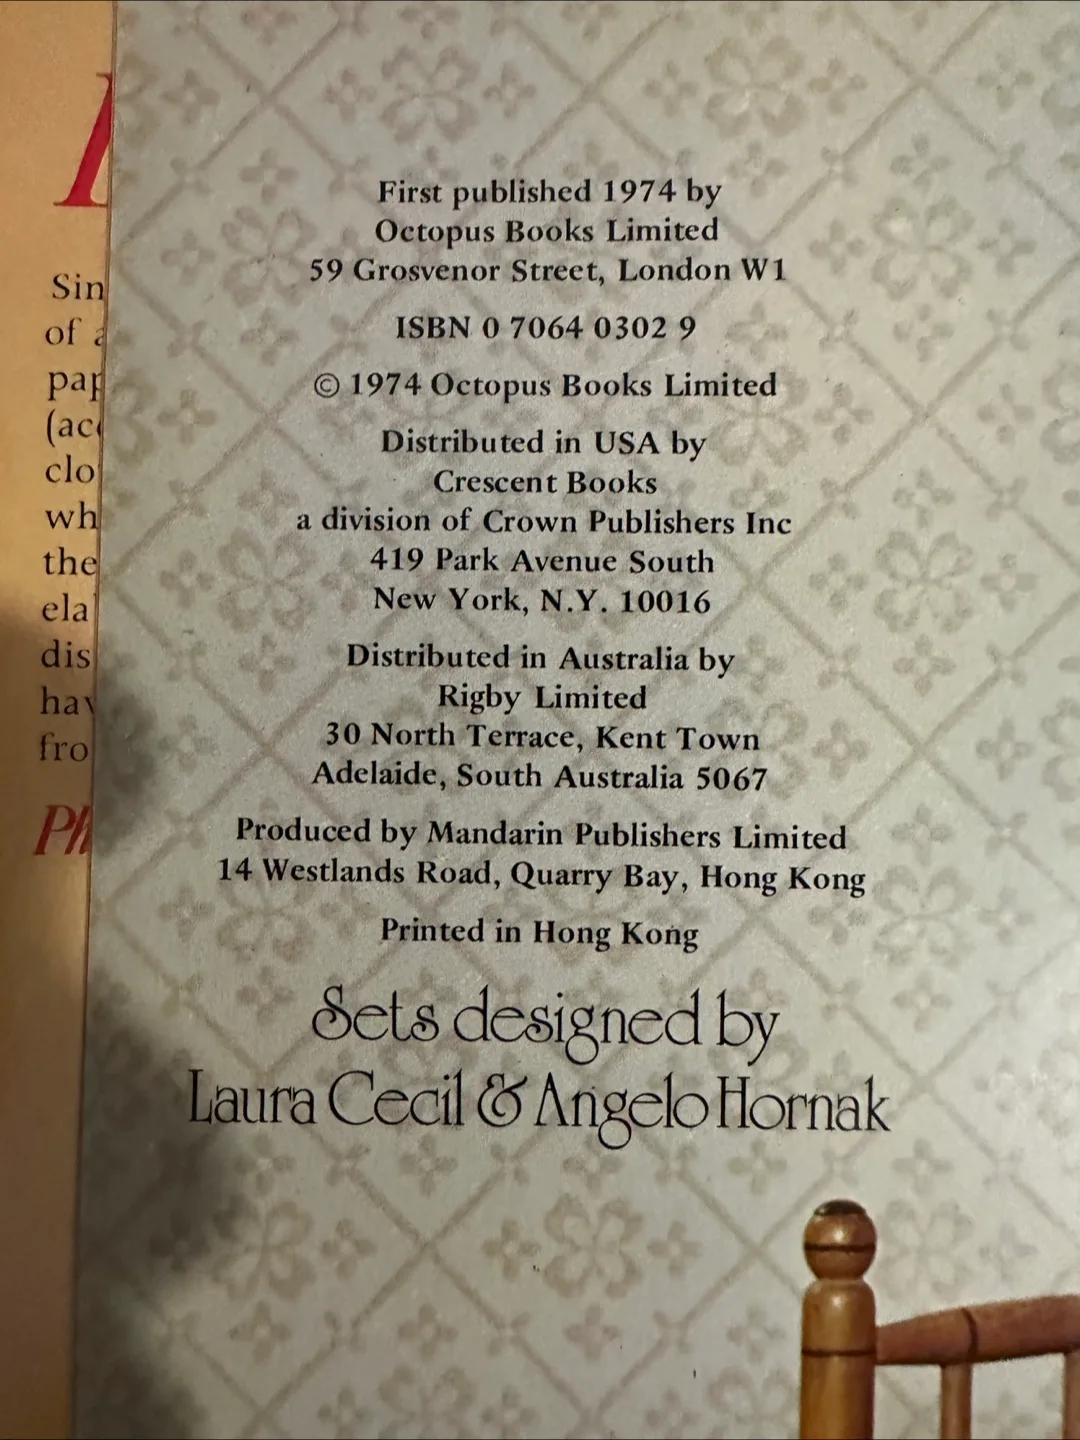 First published 1974 by
Octopus Books Limited
59 Grosvenor Street, London W1
ISBN 0 7064 0302 9
© 1974 Octopus Books Limited
Distributed in USA by
Crescent Books
a division of Crown Publishers Inc
419 Park Avenue South
New York, N.Y. 10016
Distributed in Australia by
Rigby Limited
30 North Terrace, Kent Town
Adelaide, South Australia 5067
Produced by Mandarin Publishers Limited
14 Westlands Road, Quarry Bay, Hong Kong
Printed in Hong Kong
Sets designed by
Laura Cecil & Angelo Hornak
of
the